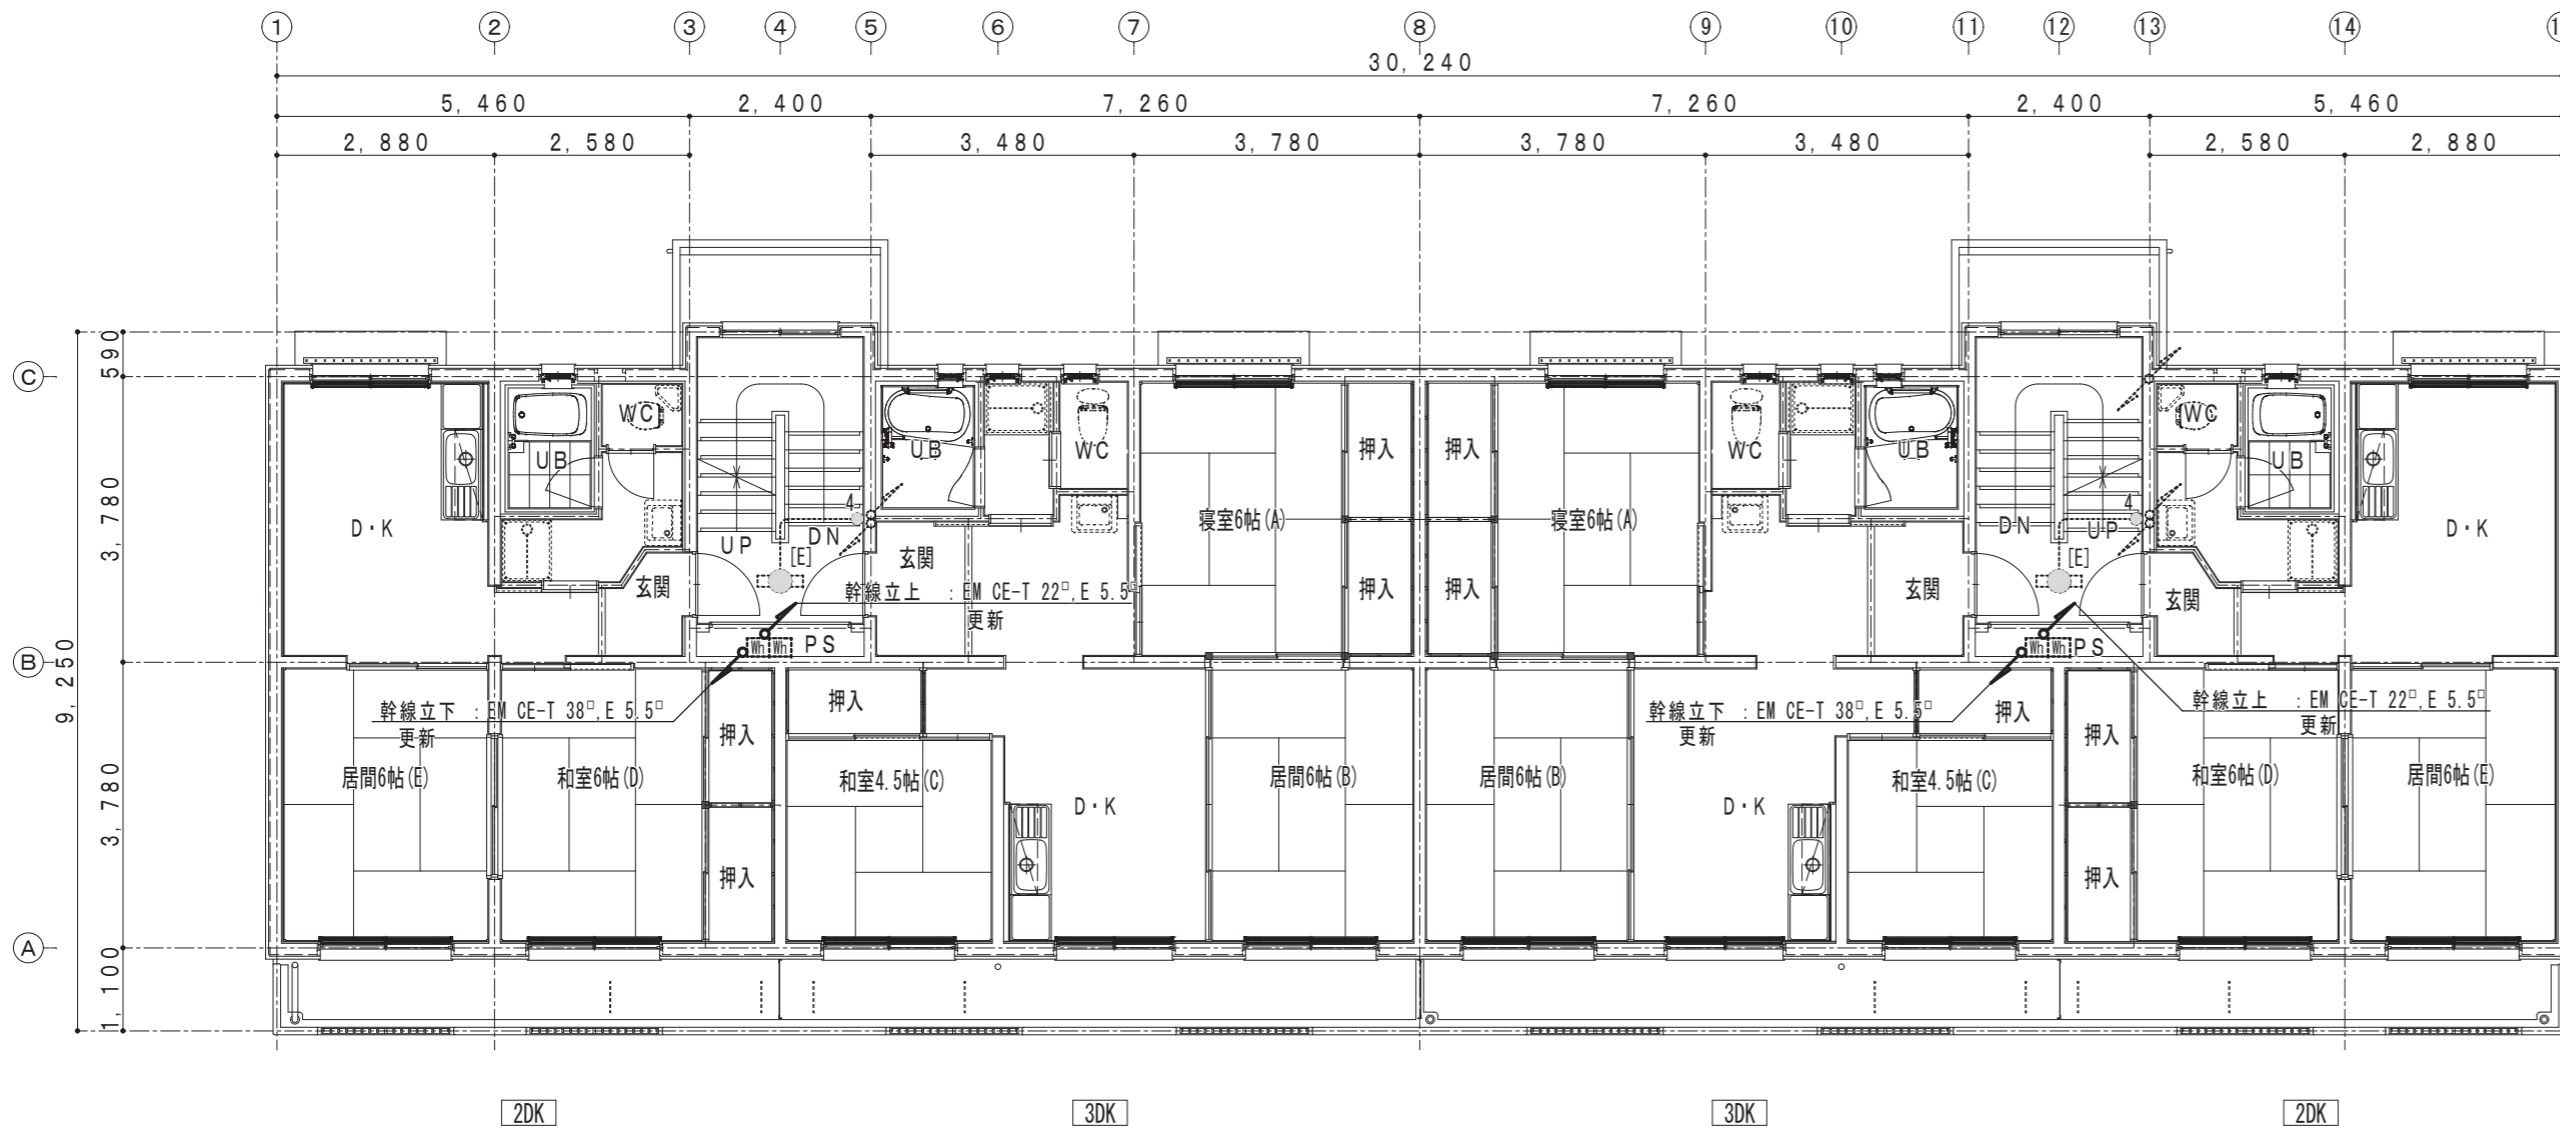 ① ② ③ ④ ⑤ ⑥ ⑦ ⑧ ⑨ ⑩ ⑪ ⑫ ⑬ ⑭
30,240
5,460 2,400 7,260 7,260 2,400 5,460
2,880 2,580 3,480 3,780 3,780 3,480 2,580 2,880
590
Ⓒ
WC WC WC WC
UB UB UB UB
押入 押入
3,780
D・K 寝室6帖(A) 寝室6帖(A) D・K
4 4
UP DN DN UP
[E] [E]
玄関 玄関 玄関 玄関
押入 押入
幹線立上 :EM CE-T 22□,E 5.5□
更新
Wh Wh PS Wh Wh PS
Ⓑ
9,250
幹線立下 :EM CE-T 38□,E 5.5□
更新
押入
幹線立下 :EM CE-T 38□,E 5.5□
更新
押入
幹線立上 :EM CE-T 22□,E 5.5□
更新
押入 押入
3,780
居間6帖(E) 和室6帖(D) 和室4.5帖(C) 居間6帖(B) 居間6帖(B) 和室4.5帖(C) 和室6帖(D) 居間6帖(E)
D・K D・K
押入 押入
Ⓐ
1,100
2DK 3DK 3DK 2DK